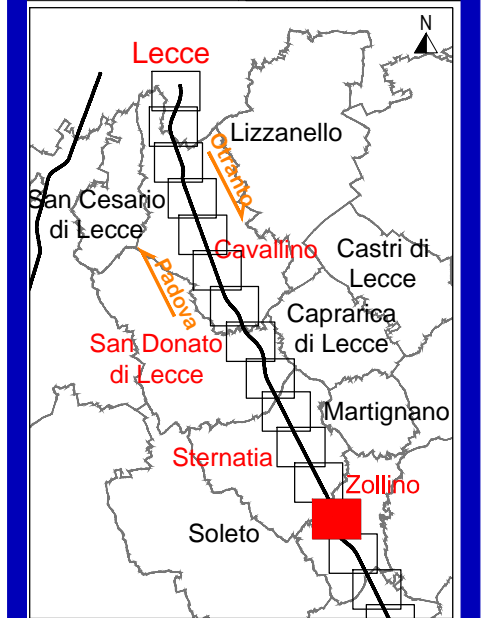 N
Lecce
Lizzanello
Otranto
San Cesario
di Lecce
Cavallino
Castri di
Lecce
Padova
Caprarica
di Lecce
San Donato
di Lecce
Martignano
Sternatia
Zollino
Soleto